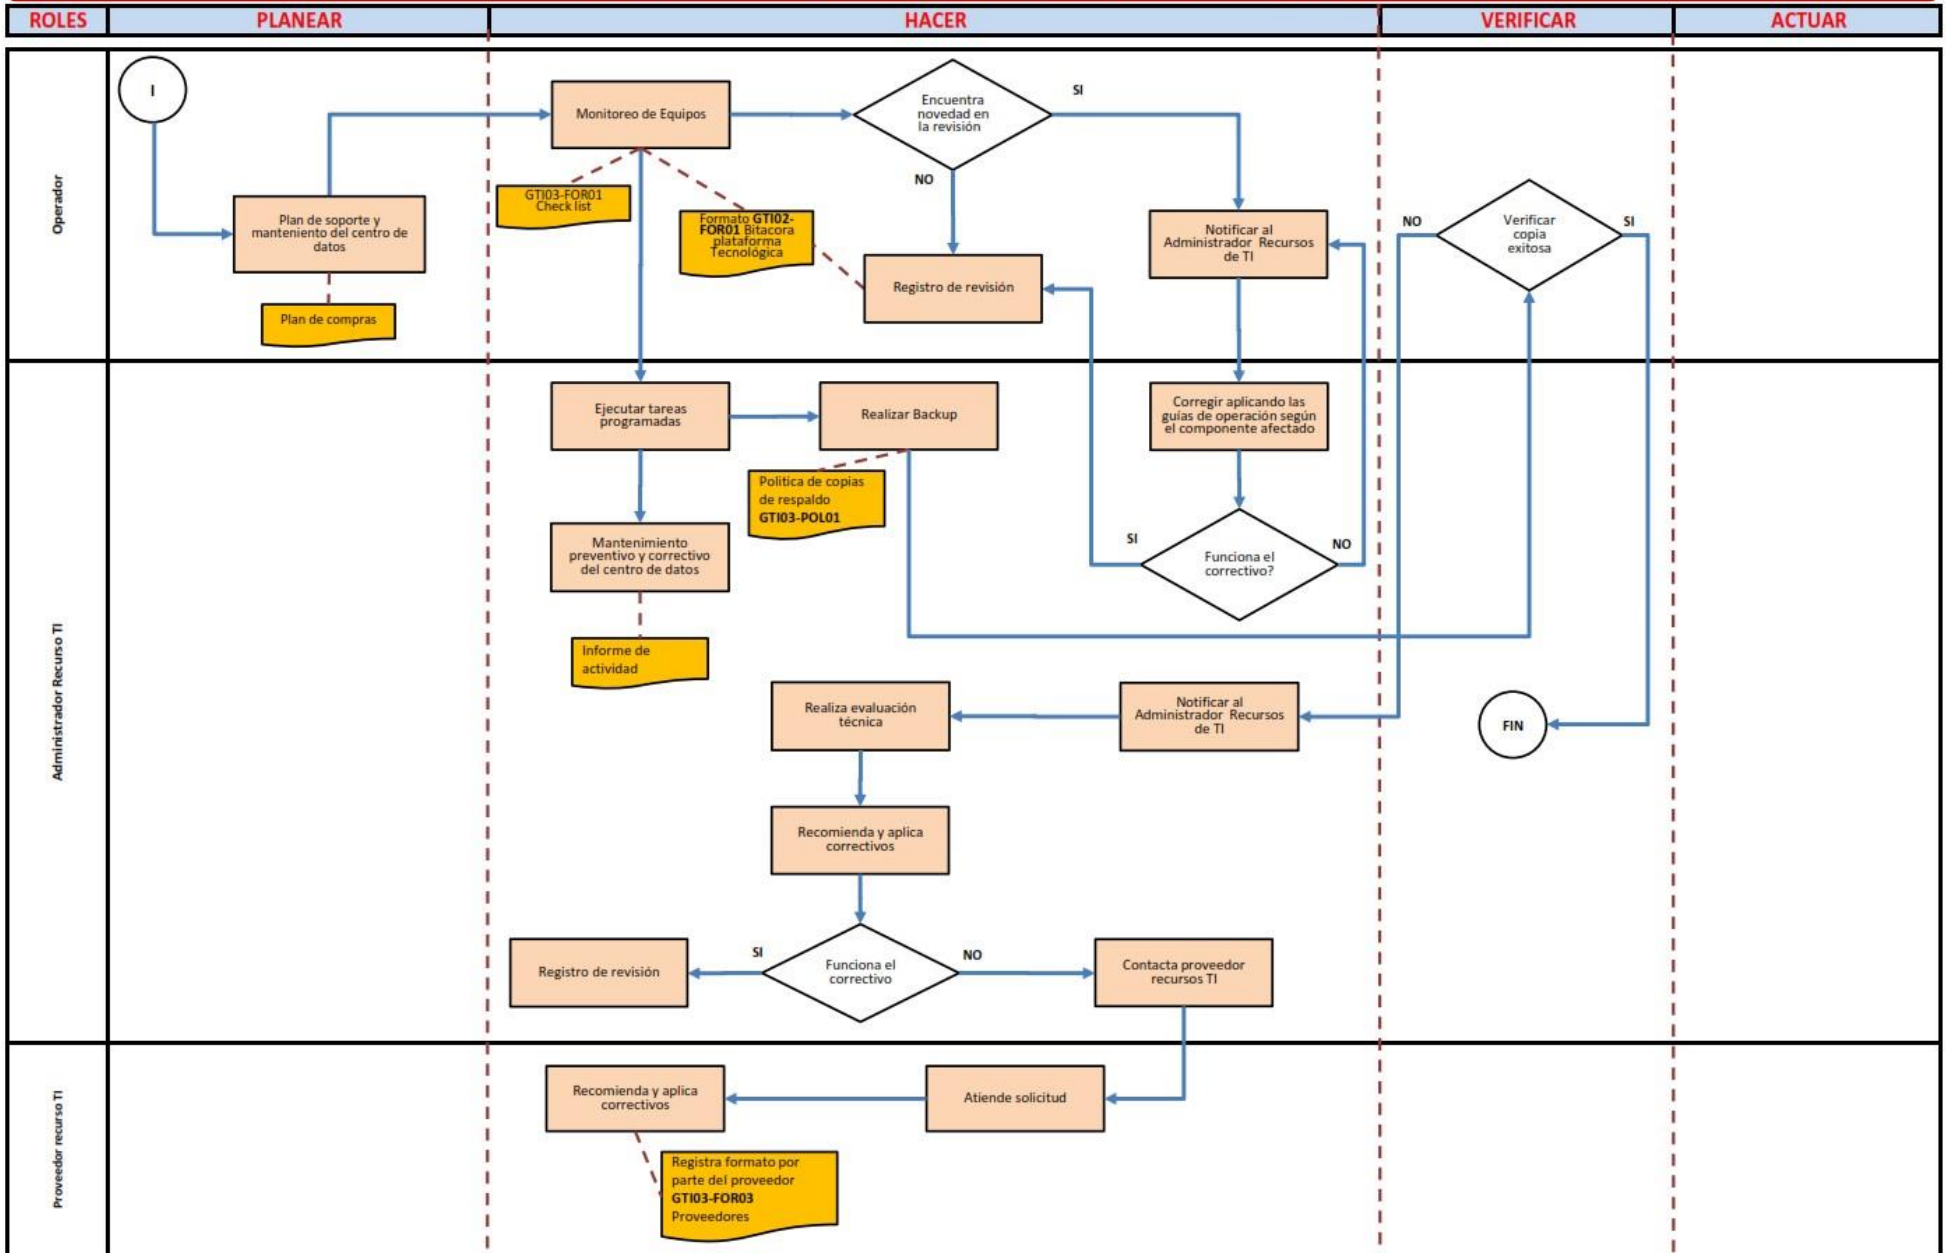 ROLES
PLANEAR
HACER
VERIFICAR
ACTUAR
Operador
I
Plan de soporte y
manteniento del centro de
datos
Plan de compras
Monitoreo de Equipos
GTI03-FOR01
Check list
Formato GTI02-
FOR01 Bitacora
plataforma
Tecnológica
Encuentra
novedad en
la revisión
SI
NO
Registro de revisión
Notificar al
Administrador Recursos
de TI
NO
Verificar
copia
exitosa
SI
Administrador Recurso TI
Ejecutar tareas
programadas
Realizar Backup
Politica de copias
de respaldo
GTI03-POL01
Corregir aplicando las
guías de operación según
el componente afectado
Mantenimiento
preventivo y correctivo
del centro de datos
Informe de
actividad
SI
Funciona el
correctivo?
NO
Realiza evaluación
técnica
Notificar al
Administrador Recursos
de TI
FIN
Recomienda y aplica
correctivos
Registro de revisión
SI
Funciona el
correctivo
NO
Contacta proveedor
recursos TI
Proveedor recurso TI
Recomienda y aplica
correctivos
Atiende solicitud
Registra formato por
parte del proveedor
GTI03-FOR03
Proveedores